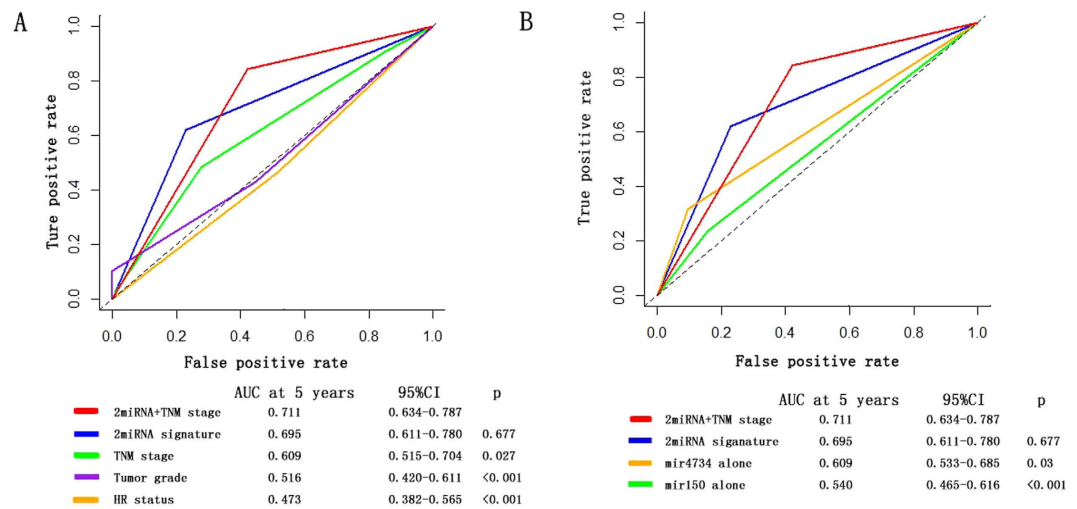 A
Ture positive rate
1.0
0.8
0.6
0.4
0.2
0.0
0.0 0.2 0.4 0.6 0.8 1.0
False positive rate
AUC at 5 years 95%CI p
2miRNA+TNM stage 0.711 0.634-0.787
2miRNA signature 0.695 0.611-0.780 0.677
TNM stage 0.609 0.515-0.704 0.027
Tumor grade 0.516 0.420-0.611 <0.001
HR status 0.473 0.382-0.565 <0.001
B
True positive rate
1.0
0.8
0.6
0.4
0.2
0.0
0.0 0.2 0.4 0.6 0.8 1.0
False positive rate
AUC at 5 years 95%CI p
2miRNA+TNM stage 0.711 0.634-0.787
2miRNA siganature 0.695 0.611-0.780 0.677
mir4734 alone 0.609 0.533-0.685 0.03
mir150 alone 0.540 0.465-0.616 <0.001